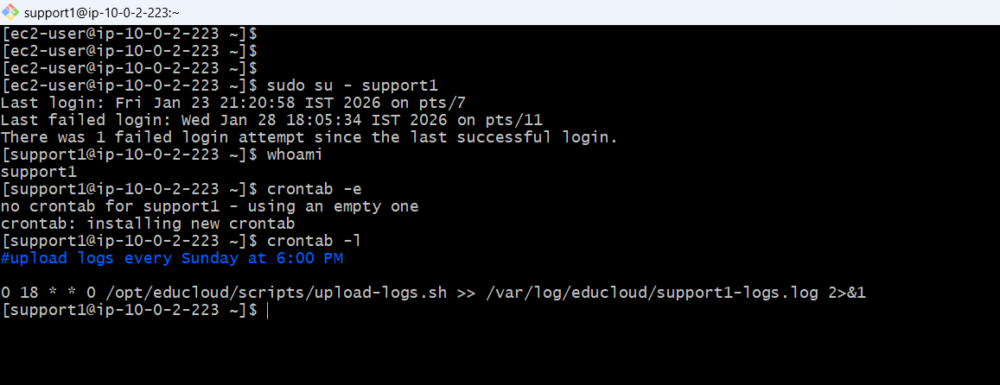 support1@ip-10-0-2-223:~
[ec2-user@ip-10-0-2-223 ~]$
[ec2-user@ip-10-0-2-223 ~]$
[ec2-user@ip-10-0-2-223 ~]$
[ec2-user@ip-10-0-2-223 ~]$ sudo su - support1
Last login: Fri Jan 23 21:20:58 IST 2026 on pts/7
Last failed login: Wed Jan 28 18:05:34 IST 2026 on pts/11
There was 1 failed login attempt since the last successful login.
[support1@ip-10-0-2-223 ~]$ whoami
support1
[support1@ip-10-0-2-223 ~]$ crontab -e
no crontab for support1 - using an empty one
crontab: installing new crontab
[support1@ip-10-0-2-223 ~]$ crontab -l
#upload logs every Sunday at 6:00 PM
0 18 * * 0 /opt/educloud/scripts/upload-logs.sh >> /var/log/educloud/support1-logs.log 2>&1
[support1@ip-10-0-2-223 ~]$